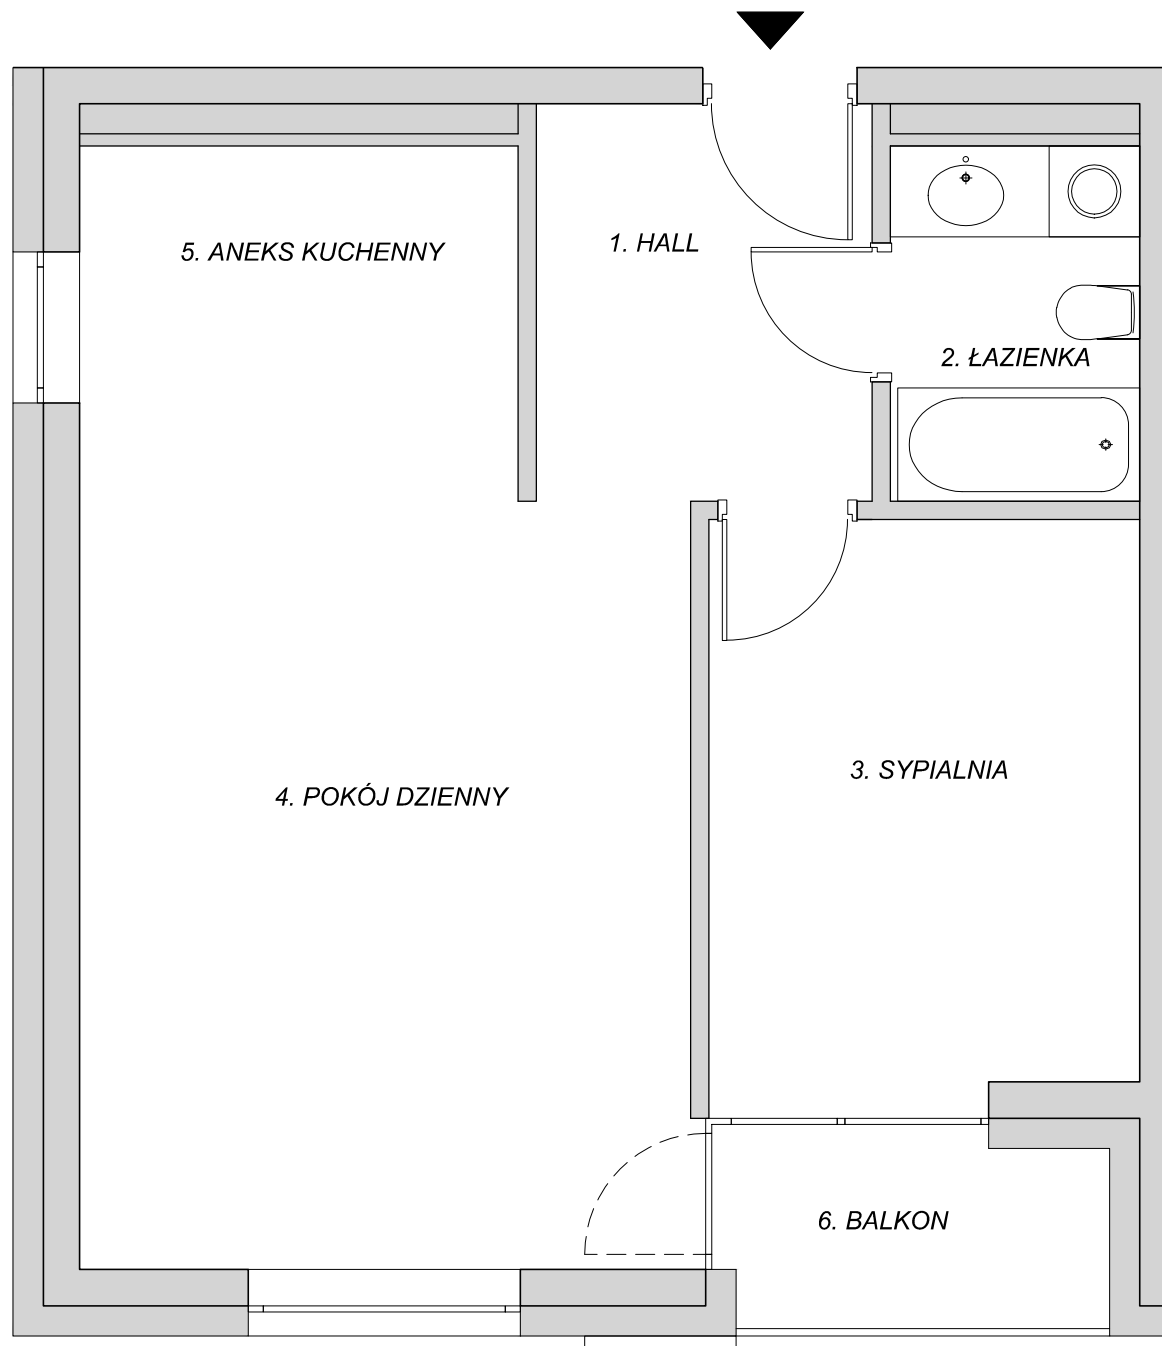 5. ANEKS KUCHENNY
1. HALL
2. ŁAZIENKA
3. SYPIALNIA
4. POKÓJ DZIENNY
6. BALKON